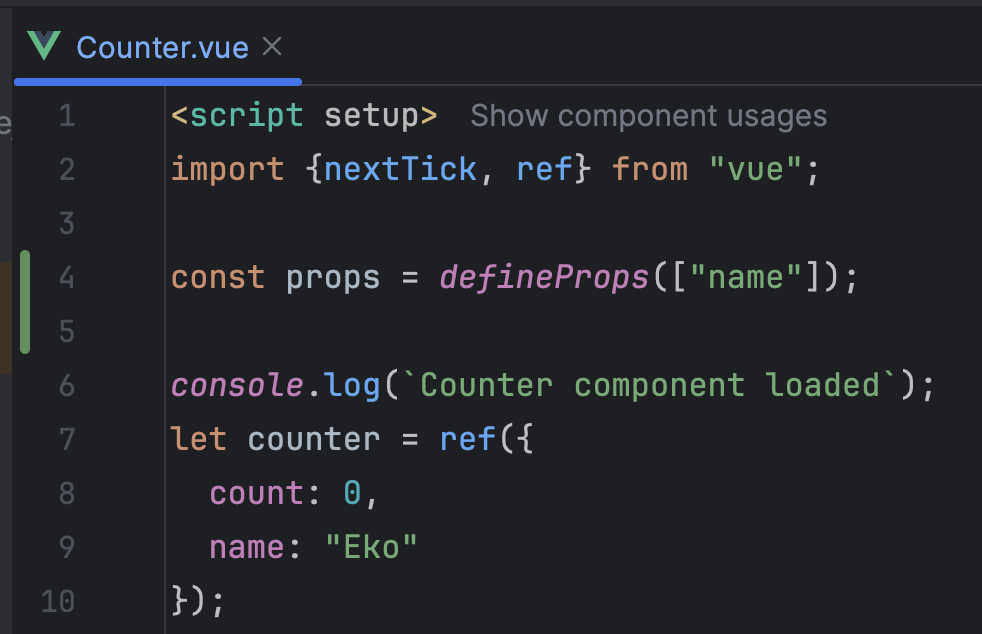 Counter.vue
1 <script setup> Show component usages
2 import {nextTick, ref} from "vue";
3
4 const props = defineProps(["name"]);
5
6 console.log(`Counter component loaded`);
7 let counter = ref({
8   count: 0,
9   name: "Eko"
10 });